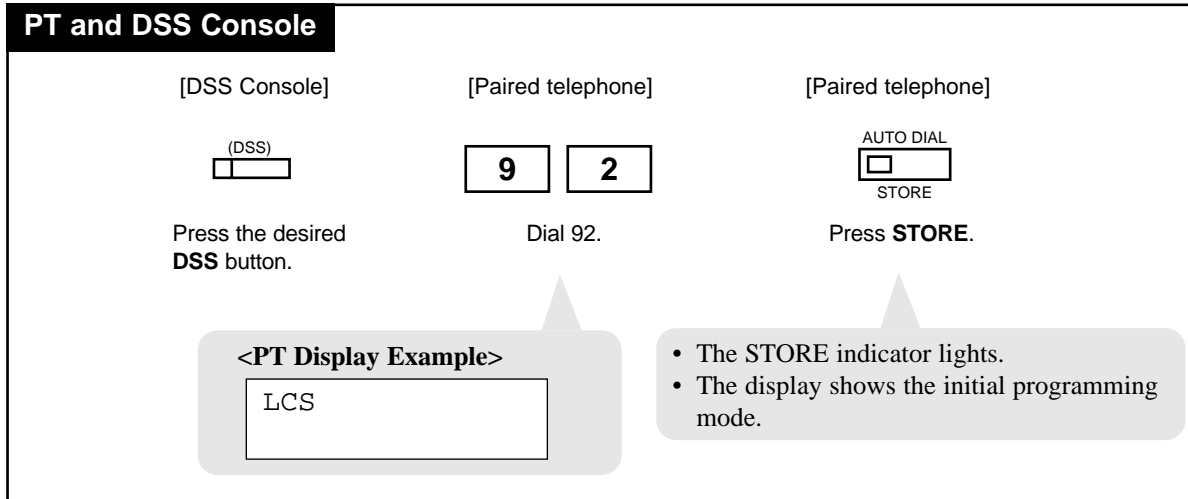 PT and DSS Console
[DSS Console]
[Paired telephone]
[Paired telephone]
(DSS)
9 2
AUTO DIAL
STORE
Press the desired
DSS button.
Dial 92.
Press STORE.
<PT Display Example>
LCS
• The STORE indicator lights.
• The display shows the initial programming
mode.